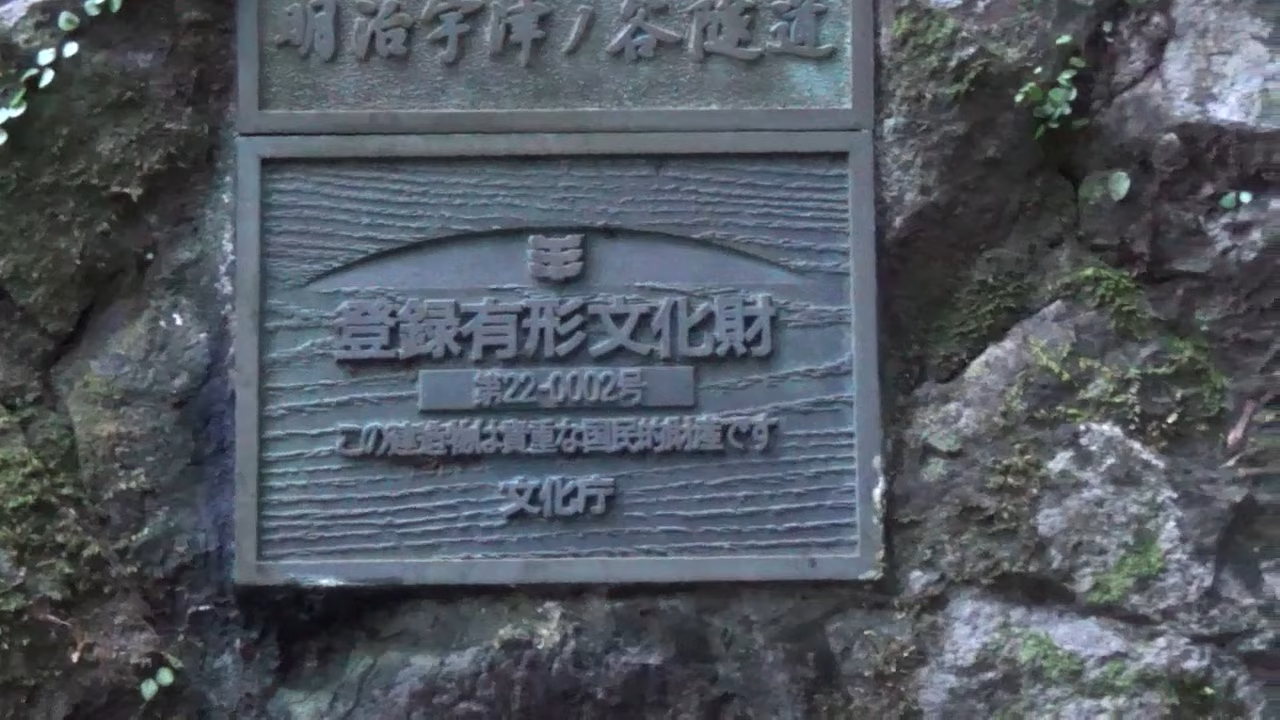 明治宇津ノ谷隧道
登録有形文化財
第22-0002号
この建造物は貴重な国民的財産です
文化庁